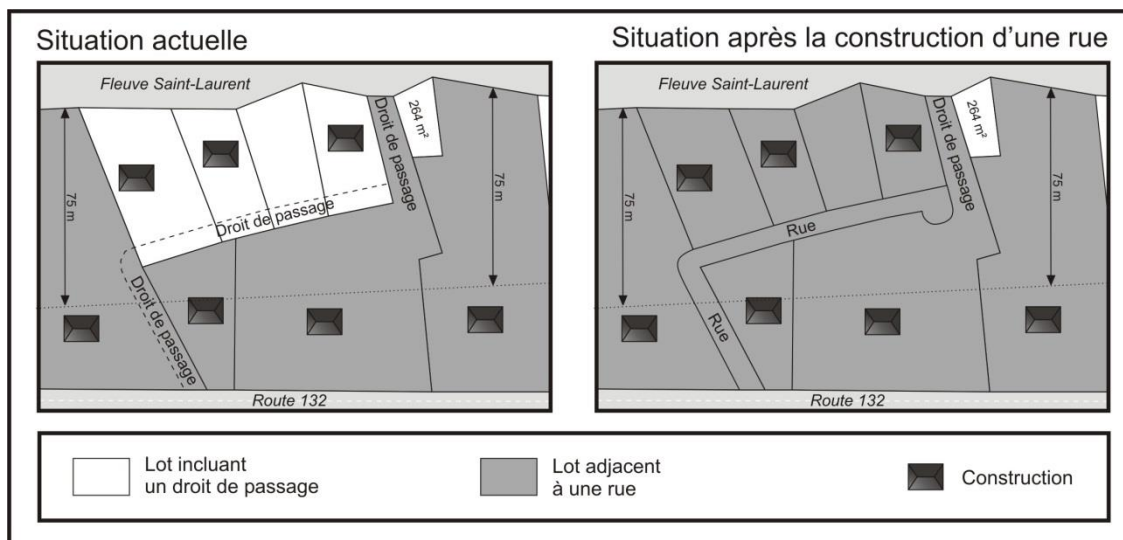 Situation actuelle
Fleuve Saint-Laurent
75 m
Droit de passage
Droit de passage
Droit de passage
264 m²
75 m
Route 132
Situation après la construction d'une rue
Fleuve Saint-Laurent
75 m
Rue
Rue
Droit de passage
264 m²
75 m
Route 132
Lot incluant
un droit de passage
Lot adjacent
à une rue
Construction